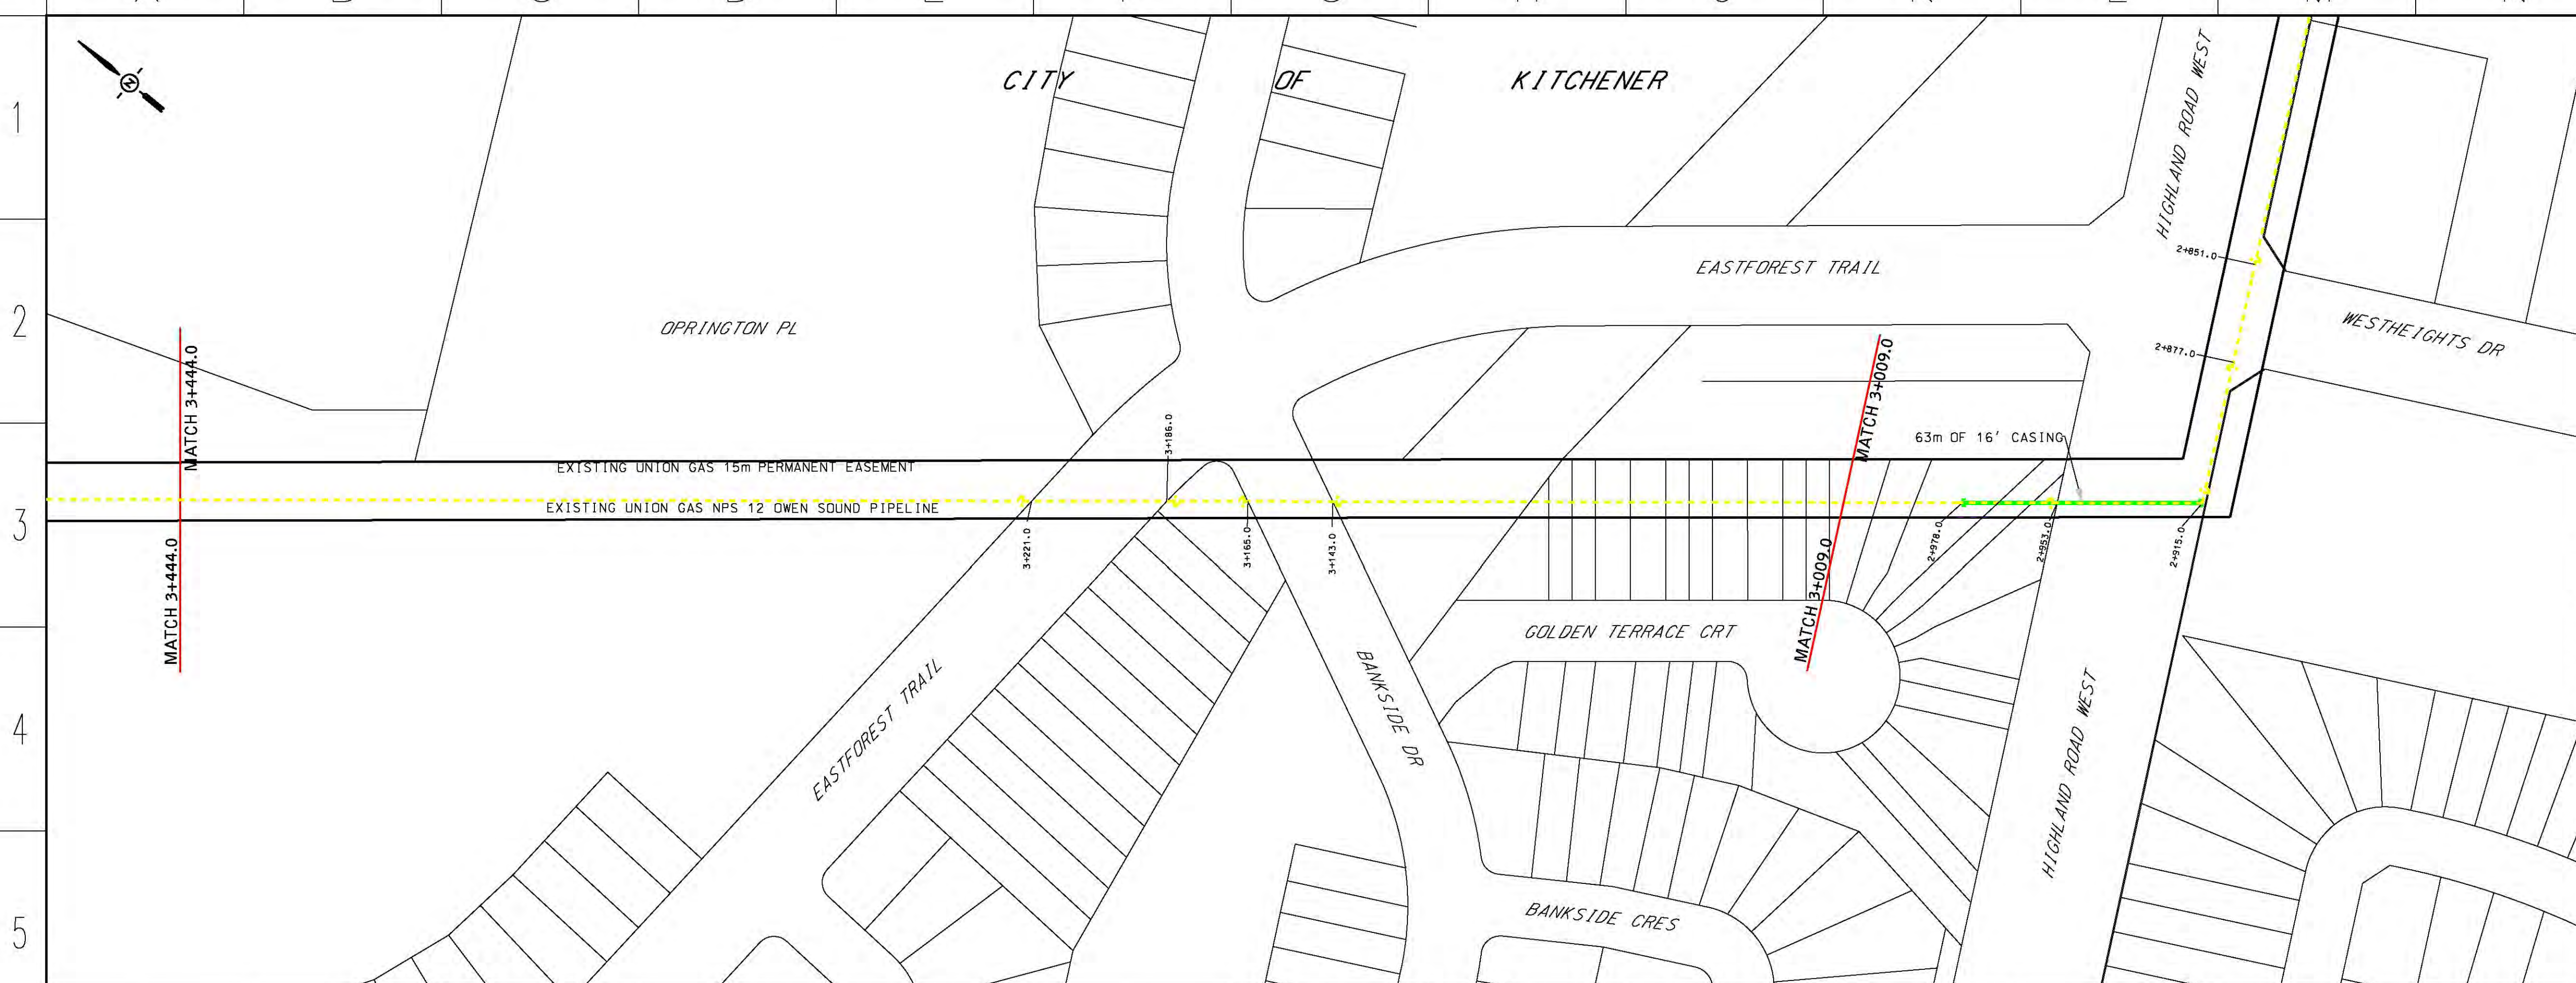 CITY OF KITCHENER
N
1
HIGHLAND ROAD WEST
2+851.0
EASTFOREST TRAIL
2
OPRINGTON PL
WESTHEIGHTS DR
2+877.0
MATCH 3+444.0
MATCH 3+009.0
3+186.0
63m OF 16' CASING
EXISTING UNION GAS 15m PERMANENT EASEMENT
EXISTING UNION GAS NPS 12 OWEN SOUND PIPELINE
3
3+221.0
3+165.0
3+143.0
2+978.0
2+953.0
2+915.0
MATCH 3+444.0
MATCH 3+009.0
GOLDEN TERRACE CRT
EASTFOREST TRAIL
BANKSIDE DR
HIGHLAND ROAD WEST
4
BANKSIDE CRES
5